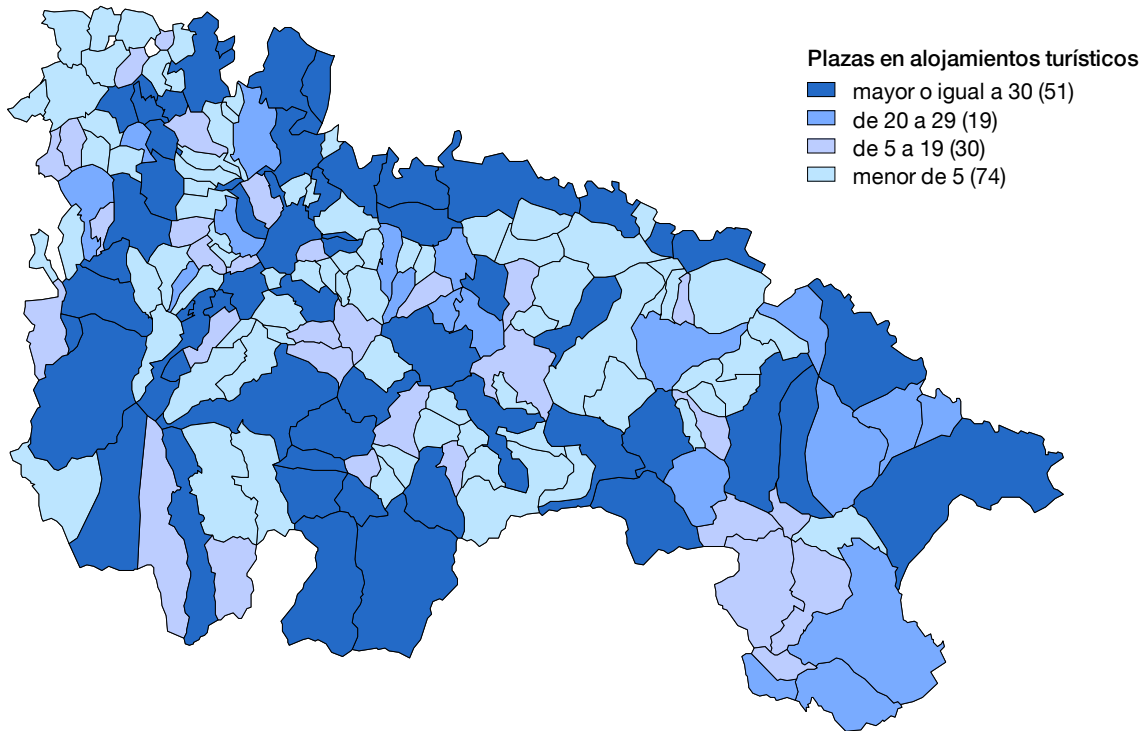 Plazas en alojamientos turísticos
mayor o igual a 30 (51)
de 20 a 29 (19)
de 5 a 19 (30)
menor de 5 (74)